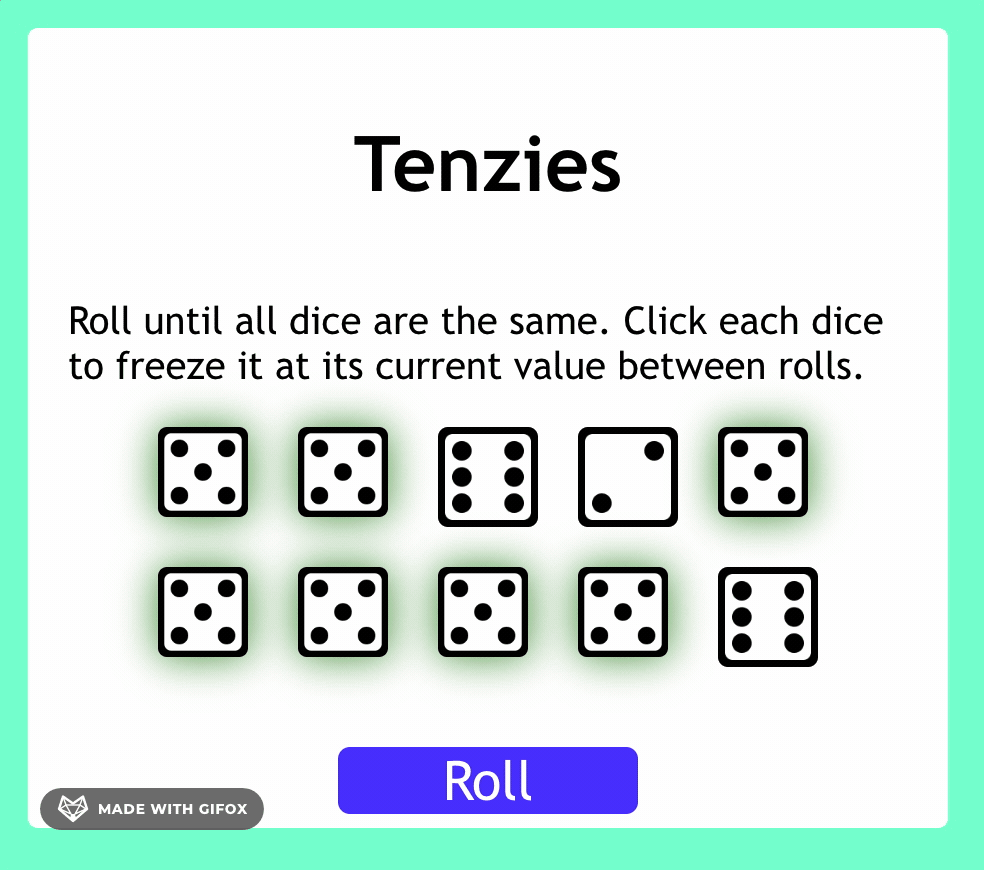 Tenzies
Roll until all dice are the same. Click each dice
to freeze it at its current value between rolls.
Roll
MADE WITH GIFOX